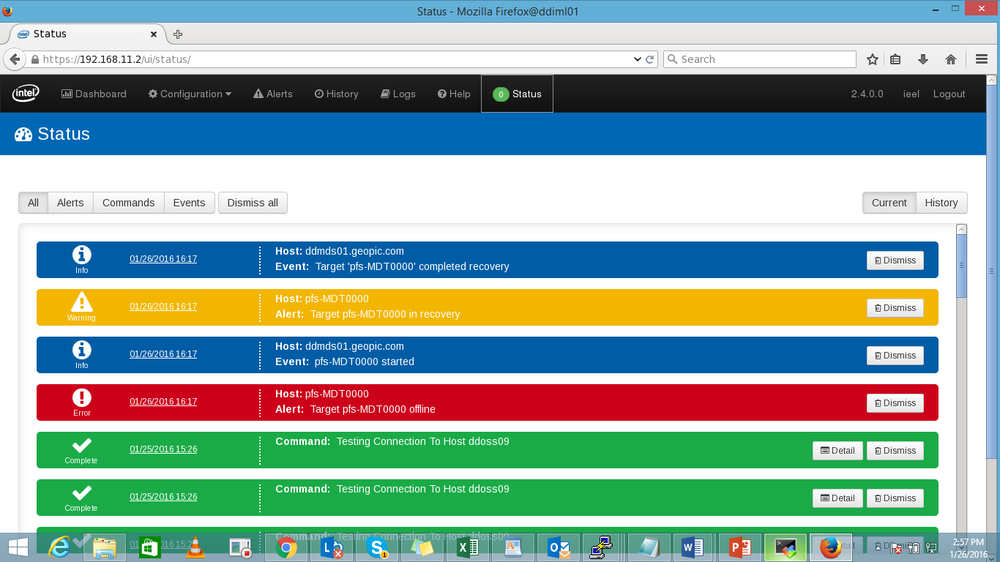 Status - Mozilla Firefox@ddiml01
Status
https://192.168.11.2/ui/status/
Search
intel
Dashboard
Configuration
Alerts
History
Logs
Help
0 Status
2.4.0.0
ieel
Logout
Status
All
Alerts
Commands
Events
Dismiss all
Current
History
Info
01/26/2016 16:17
Host: ddmds01.geopic.com
Event: Target 'pfs-MDT0000' completed recovery
Dismiss
Warning
01/26/2016 16:17
Host: pfs-MDT0000
Alert: Target pfs-MDT0000 in recovery
Dismiss
Info
01/26/2016 16:17
Host: ddmds01.geopic.com
Event: pfs-MDT0000 started
Dismiss
Error
01/26/2016 16:17
Host: pfs-MDT0000
Alert: Target pfs-MDT0000 offline
Dismiss
Complete
01/25/2016 15:26
Command: Testing Connection To Host ddoss09
Detail
Dismiss
Complete
01/25/2016 15:26
Command: Testing Connection To Host ddoss09
Detail
Dismiss
Command: Testing Connection To Host ddoss09
Dismiss
2:57 PM
1/26/2016